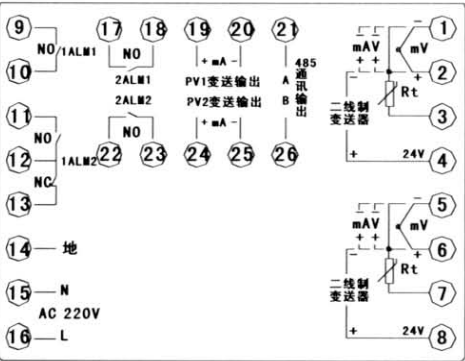 9 17 18 19 20 21 1
NO 1ALM1 NO + mA - 485 mA V mV
10 2ALM1 PV1变送输出 A 通讯输出 - - 2
2ALM2 PV2变送输出 B + + +
11 NO + mA - - Rt
NO 22 23 24 25 26 二线制 3
变送器
12 1ALM2 + 24V 4
NC
13 5
- - mV
mA V
14 地 + + 6
- +
Rt
15 N 二线制 7
变送器
AC 220V
16 L + 24V 8